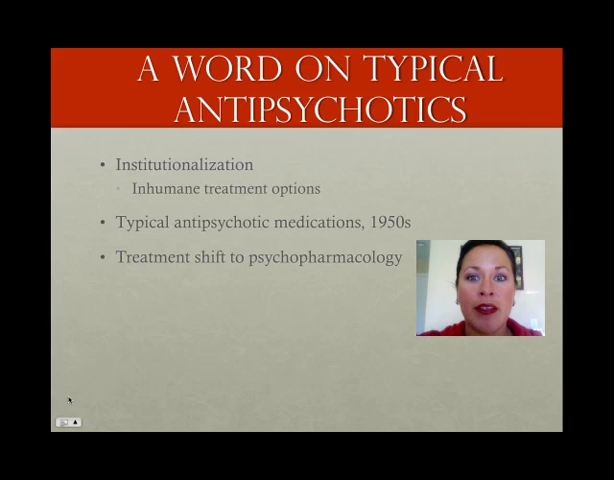 A WORD ON TYPICAL
ANTIPSYCHOTICS
• Institutionalization
• Inhumane treatment options
• Typical antipsychotic medications, 1950s
• Treatment shift to psychopharmacology